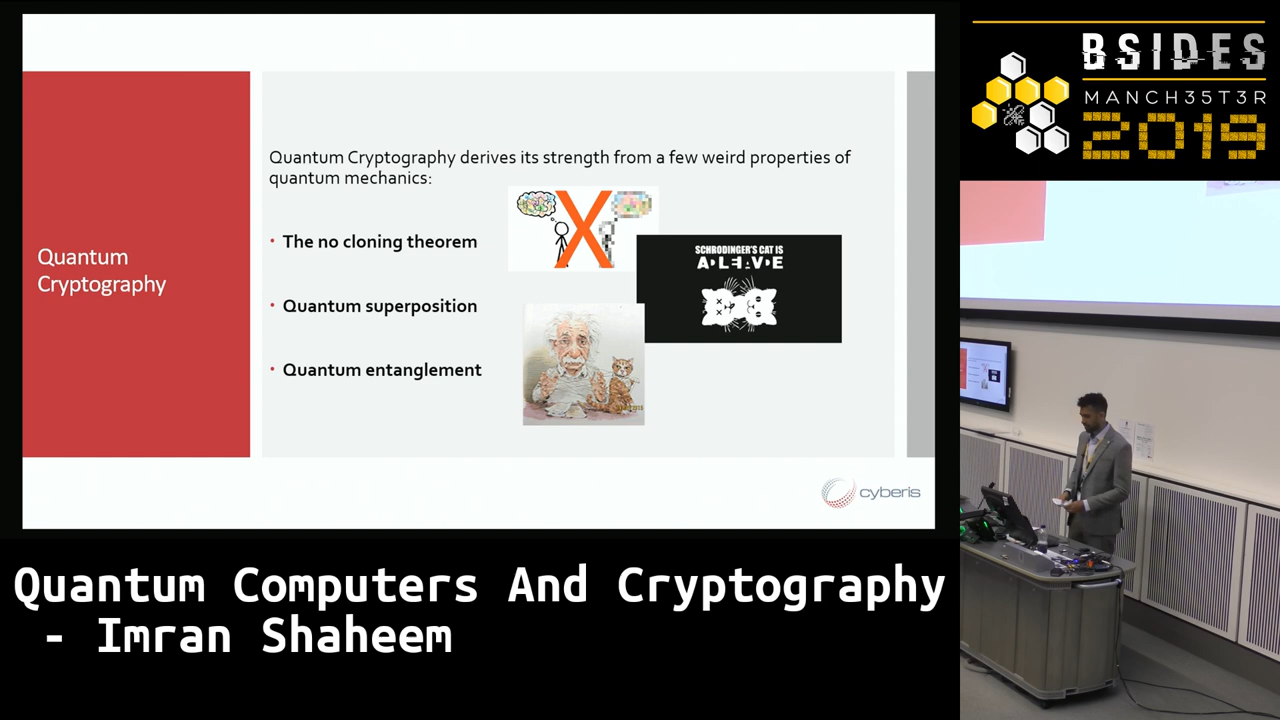 Quantum
Cryptography
Quantum Cryptography derives its strength from a few weird properties of
quantum mechanics:
• The no cloning theorem
• Quantum superposition
• Quantum entanglement
SCHRODINGER'S CAT IS
cyberis
BSIDES
MANCH35T3R
2019
Quantum Computers And Cryptography
- Imran Shaheem